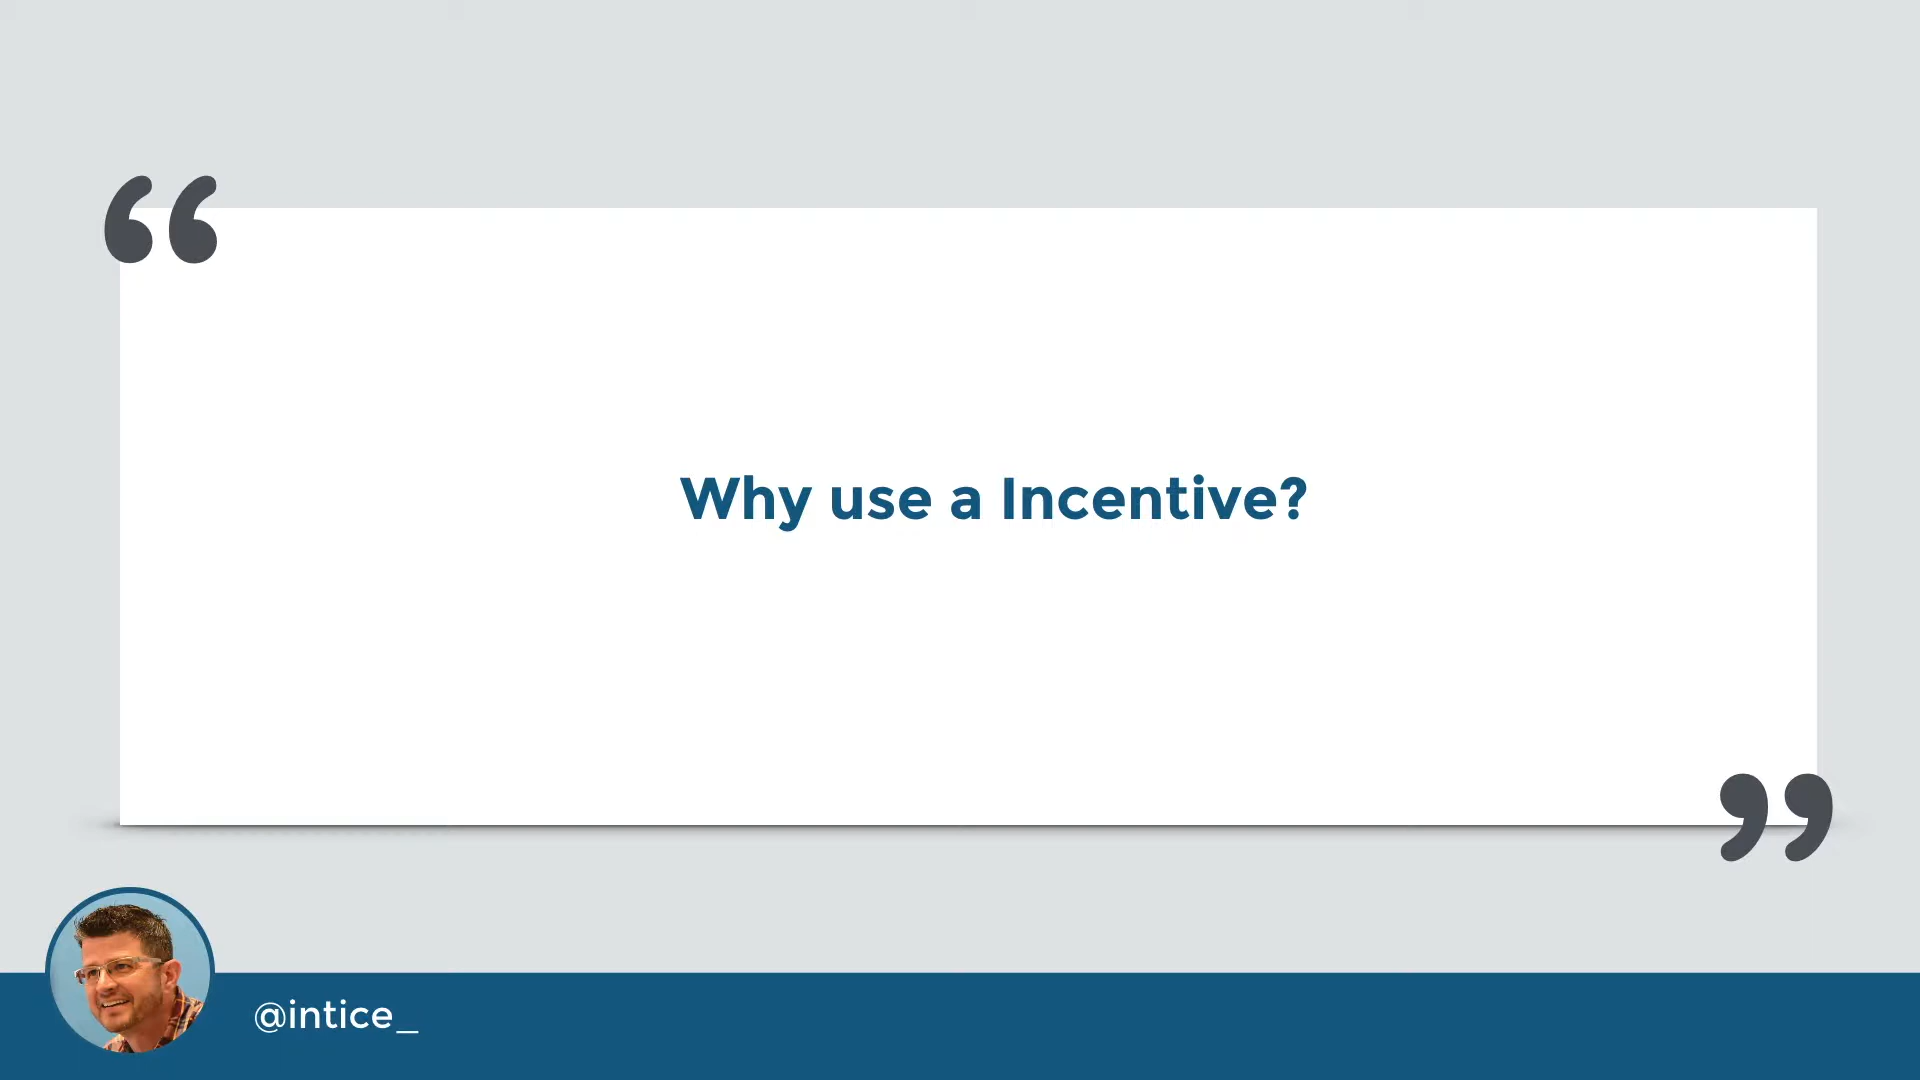 “
Why use a Incentive?
”
@intice_